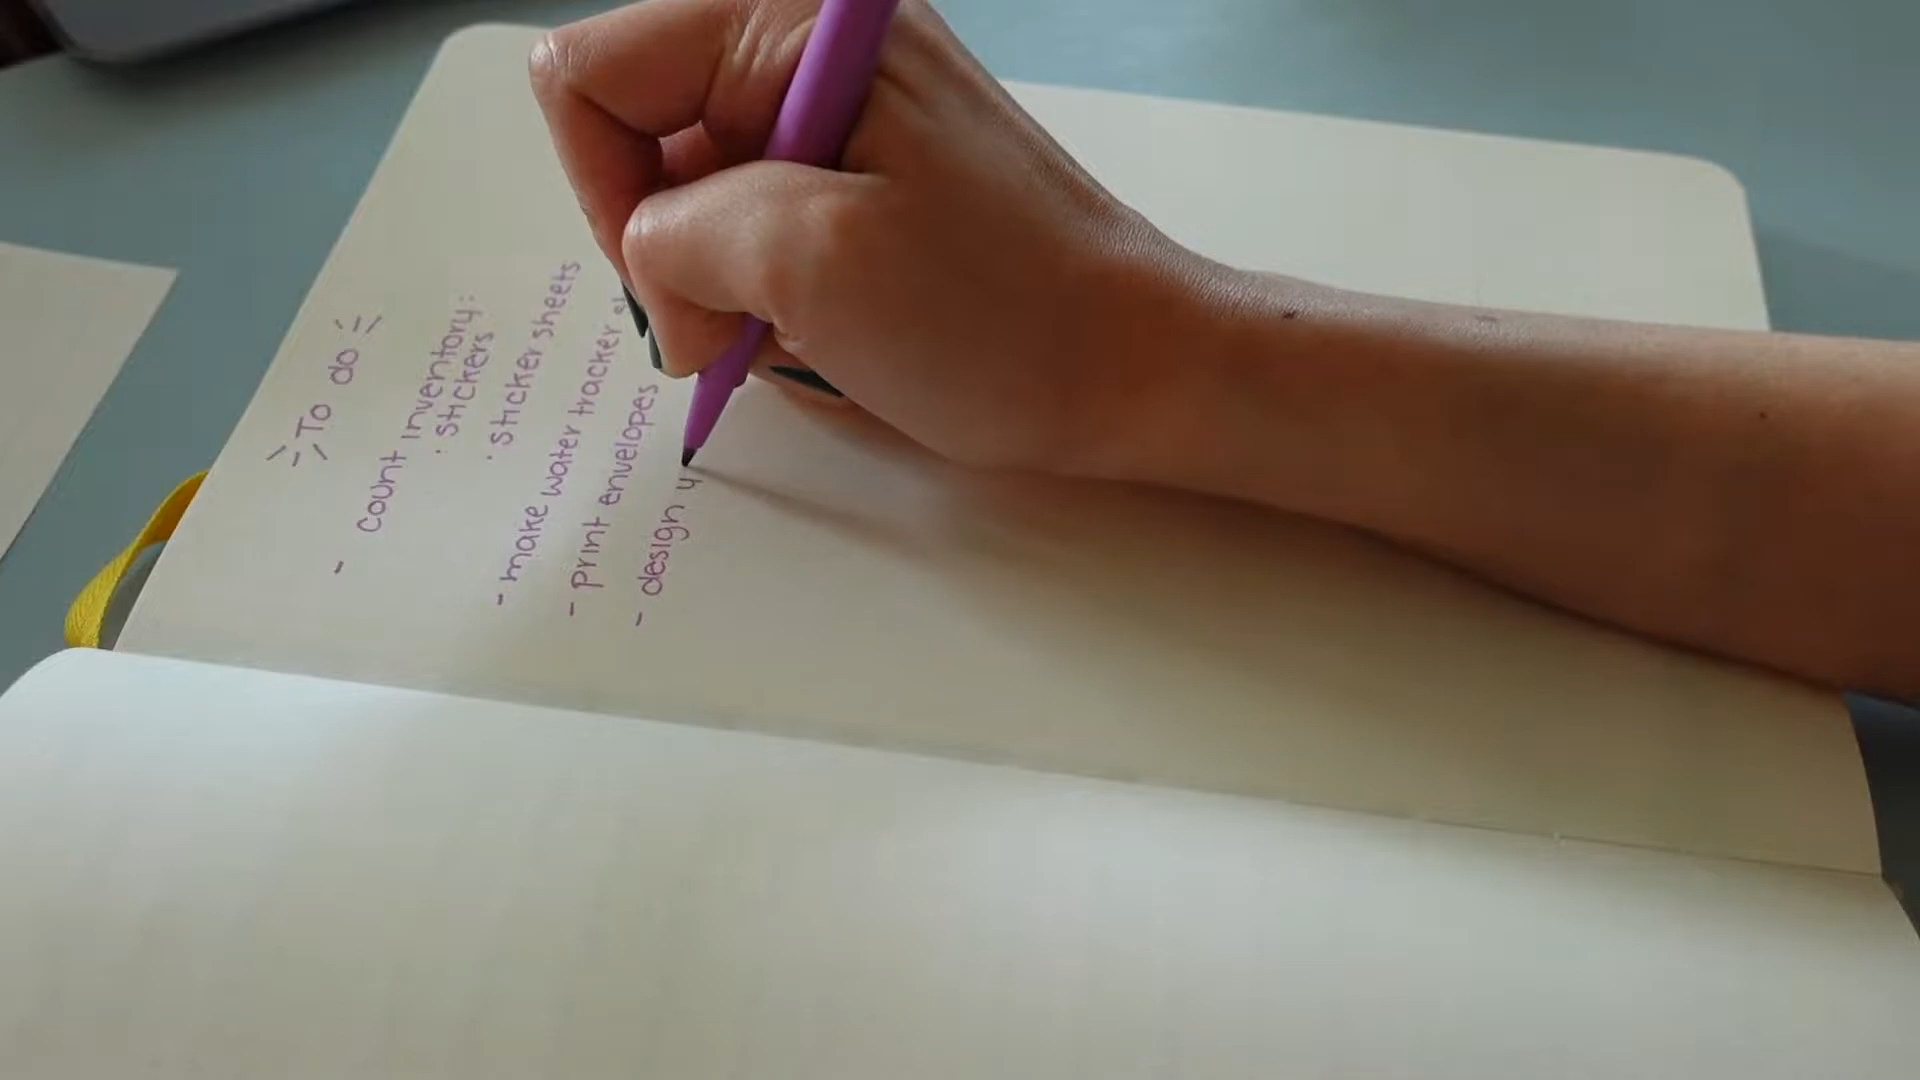 To do
- count inventory:
· stickers
· sticker sheets
- make water tracker
- print envelopes
- design y